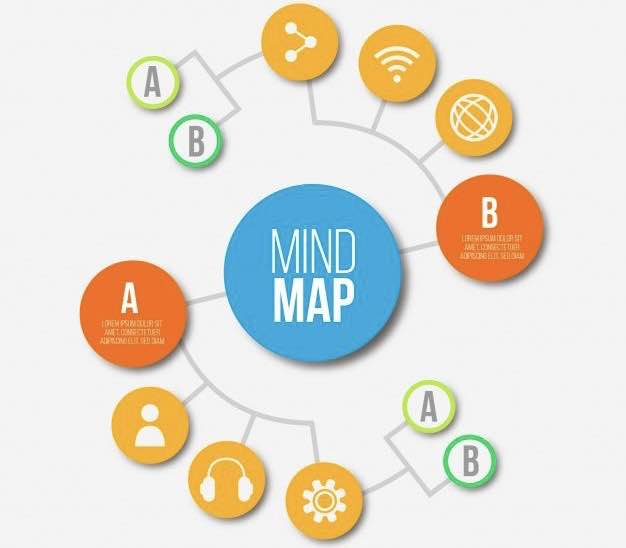 A
B
B
LOREM IPSUM DOLOR SIT
AMET, CONSECTETUER
ADIPISCING ELIT, SED DIAM
MIND
MAP
A
LOREM IPSUM DOLOR SIT
AMET, CONSECTETUER
ADIPISCING ELIT, SED DIAM
A
B